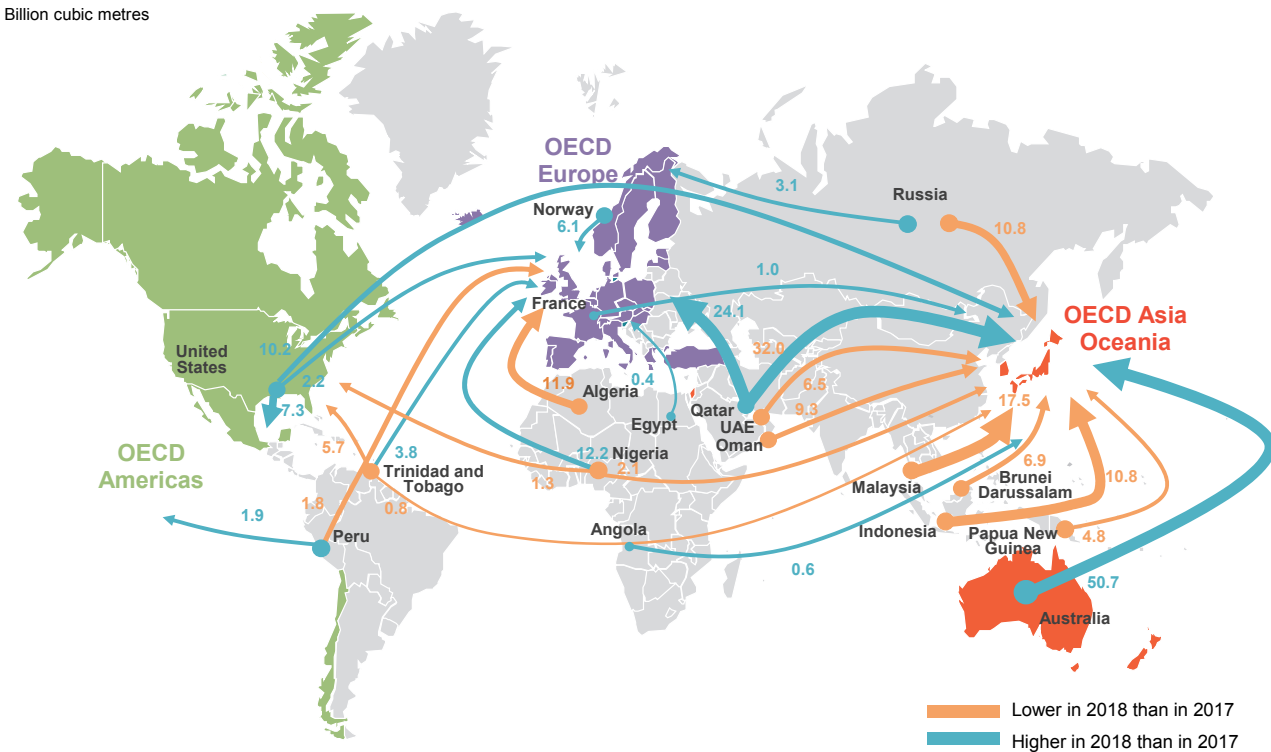 Billion cubic metres
OECD
Europe
Norway
6.1
3.1
Russia
10.8
1.0
France
24.1
OECD Asia
Oceania
United
States
10.2
2.2
7.3
32.0
6.5
9.3
17.5
11.9
Algeria
0.4
Egypt
Qatar
UAE
Oman
OECD
Americas
5.7
3.8
Trinidad and
Tobago
12.2
Nigeria
2.1
1.3
1.8
0.8
1.9
Peru
Angola
0.6
Malaysia
6.9
Brunei
Darussalam
10.8
Indonesia
Papua New
Guinea
4.8
50.7
Australia
Lower in 2018 than in 2017
Higher in 2018 than in 2017